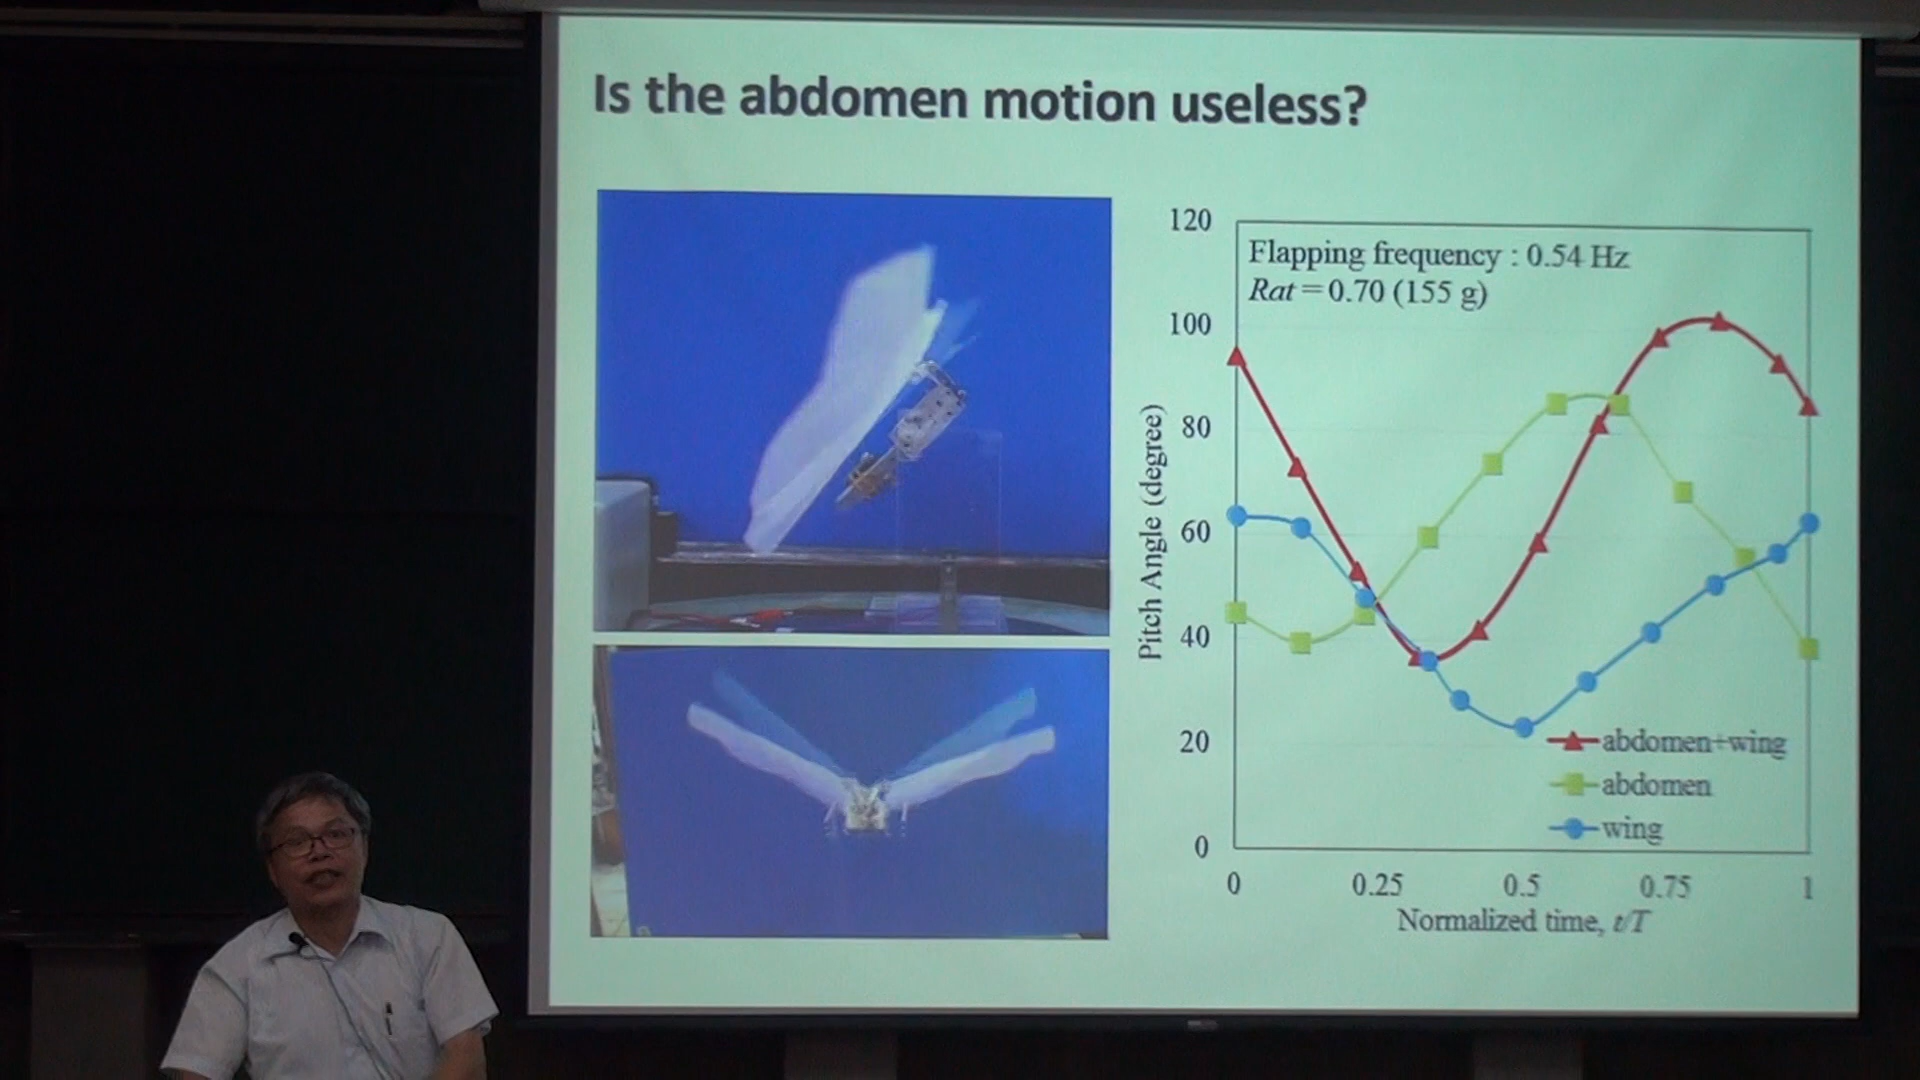 Is the abdomen motion useless?
120
100
80
60
40
20
0
Pitch Angle (degree)
Flapping frequency : 0.54 Hz
Rat = 0.70 (155 g)
abdomen+wing
abdomen
wing
0 0.25 0.5 0.75 1
Normalized time, t/T